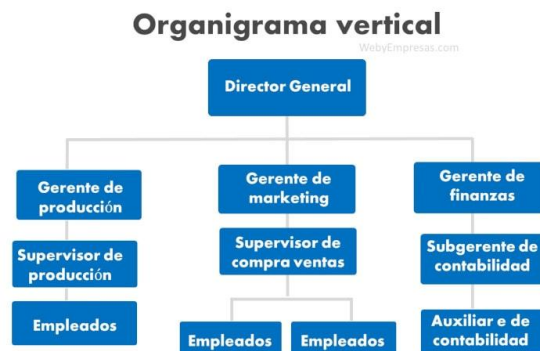 Organigrama vertical
WebyEmpresas.com
Director General
Gerente de
producción
Gerente de
marketing
Gerente de
finanzas
Supervisor de
producción
Supervisor de
compra ventas
Subgerente de
contabilidad
Empleados
Empleados
Empleados
Auxiliar e de
contabilidad